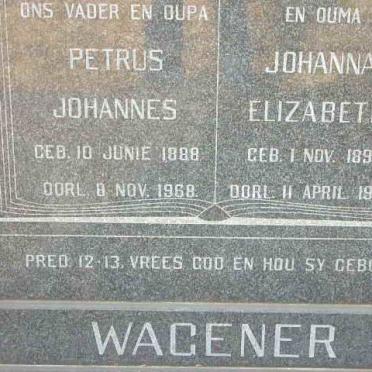 ONS VADER EN OUPA
PETRUS
JOHANNES
GEB. 10 JUNIE 1888
OORL. 8 NOV. 1968.
EN OUMA
JOHANNA
GEB. 1 NOV.
OORL. 11 APRIL
PRED. 12-13. VREES GOD EN HOU SY
WAGENER